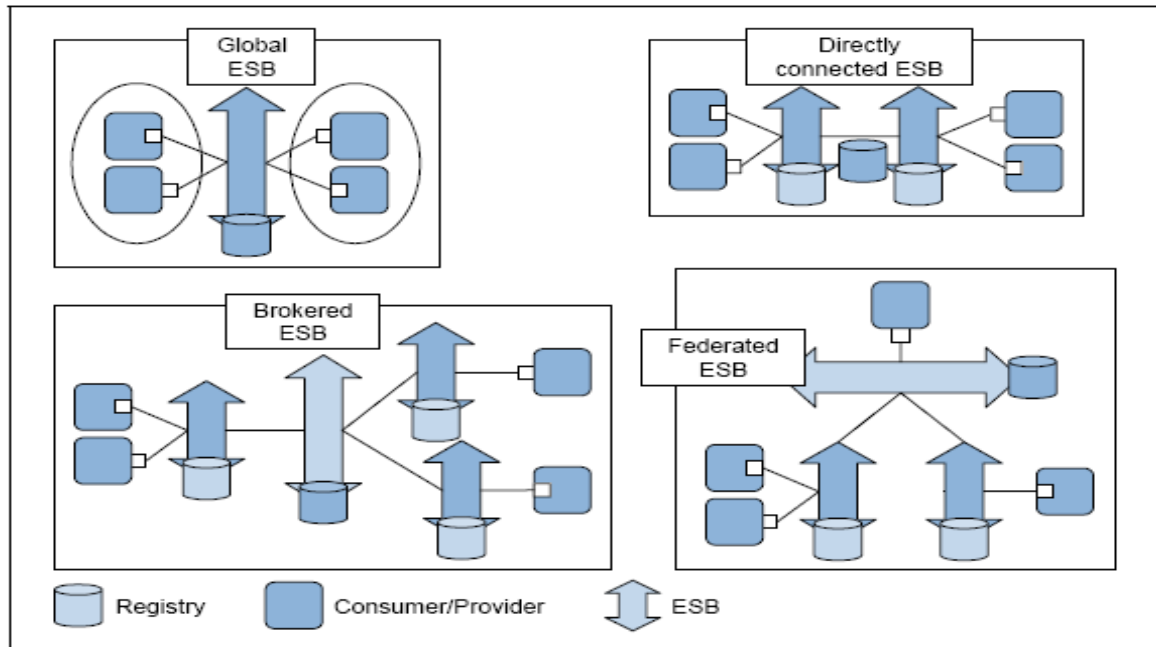 Global
ESB
Directly
connected ESB
Brokered
ESB
Federated
ESB
Registry
Consumer/Provider
ESB